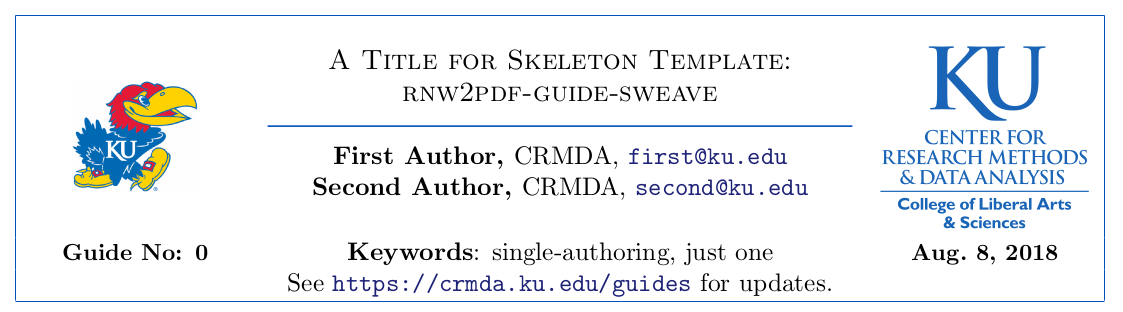 A Title for Skeleton Template:
rnw2pdf-guide-sweave
First Author, CRMDA, first@ku.edu
Second Author, CRMDA, second@ku.edu
KU
KU
CENTER FOR
RESEARCH METHODS
& DATA ANALYSIS
College of Liberal Arts
& Sciences
Guide No: 0
Keywords: single-authoring, just one
Aug. 8, 2018
See https://crmda.ku.edu/guides for updates.